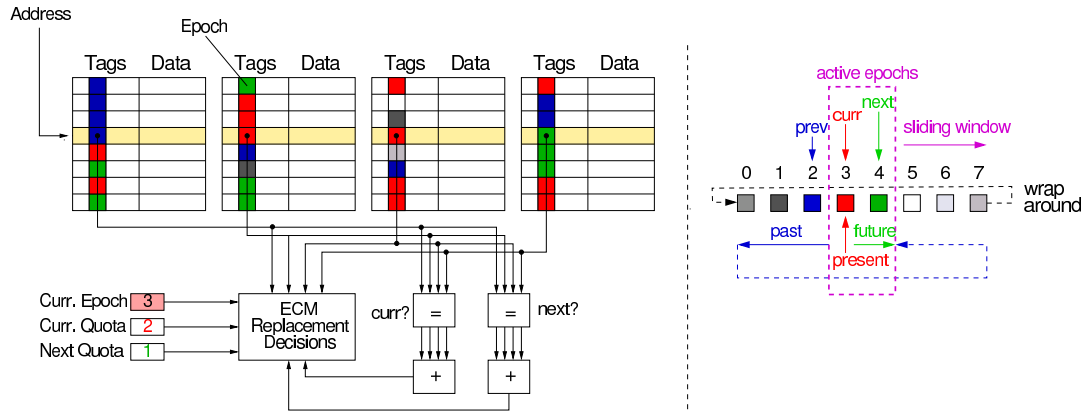 Address
Epoch
Tags Data Tags Data Tags Data Tags Data
Curr. Epoch 3
Curr. Quota 2
Next Quota 1
ECM
Replacement
Decisions
curr? = = next?
+ +
active epochs
next
curr
prev sliding window
0 1 2 3 4 5 6 7
wrap
around
past future
present